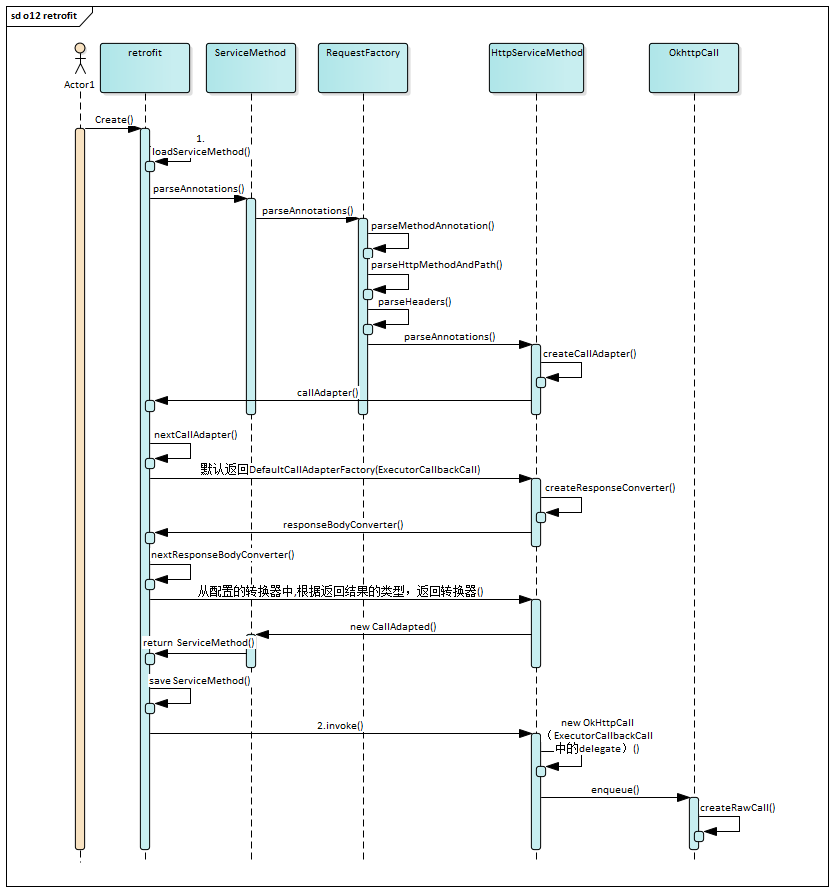 sd o12 retrofit
retrofit
ServiceMethod
RequestFactory
HttpServiceMethod
OkhttpCall
Actor1
Create()
1.
loadServiceMethod()
parseAnnotations()
parseAnnotations()
parseMethodAnnotation()
parseHttpMethodAndPath()
parseHeaders()
parseAnnotations()
createCallAdapter()
callAdapter()
nextCallAdapter()
默认返回DefaultCallAdapterFactory(ExecutorCallbackCall)
createResponseConverter()
responseBodyConverter()
nextResponseBodyConverter()
从配置的转换器中,根据返回结果的类型，返回转换器()
new CallAdapted()
return ServiceMethod()
save ServiceMethod()
2.invoke()
new OkHttpCall
（ExecutorCallbackCall
中的delegate）()
enqueue()
createRawCall()